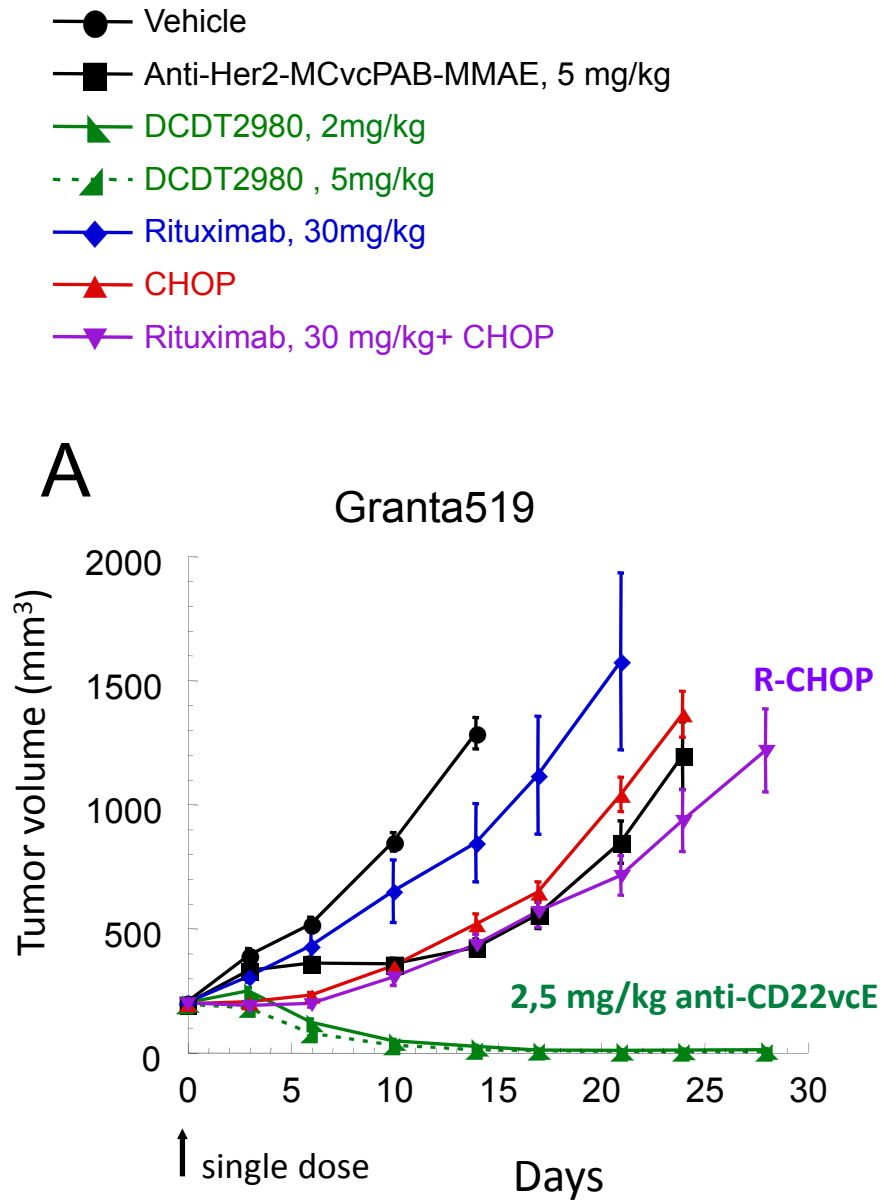 Vehicle
Anti-Her2-MCvcPAB-MMAE, 5 mg/kg
DCDT2980, 2mg/kg
DCDT2980 , 5mg/kg
Rituximab, 30mg/kg
CHOP
Rituximab, 30 mg/kg+ CHOP
A
Granta519
Tumor volume (mm³)
2000
1500
1000
500
0
R-CHOP
2,5 mg/kg anti-CD22vcE
0 5 10 15 20 25 30
single dose
Days